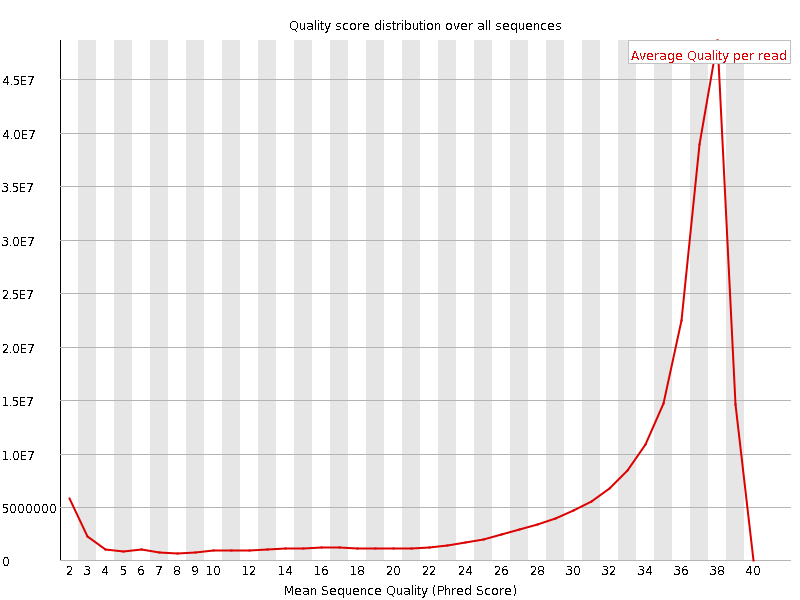 Quality score distribution over all sequences
Average Quality per read
4.5E7
4.0E7
3.5E7
3.0E7
2.5E7
2.0E7
1.5E7
1.0E7
5000000
0
2 3 4 5 6 7 8 9 10 12 14 16 18 20 22 24 26 28 30 32 34 36 38 40
Mean Sequence Quality (Phred Score)